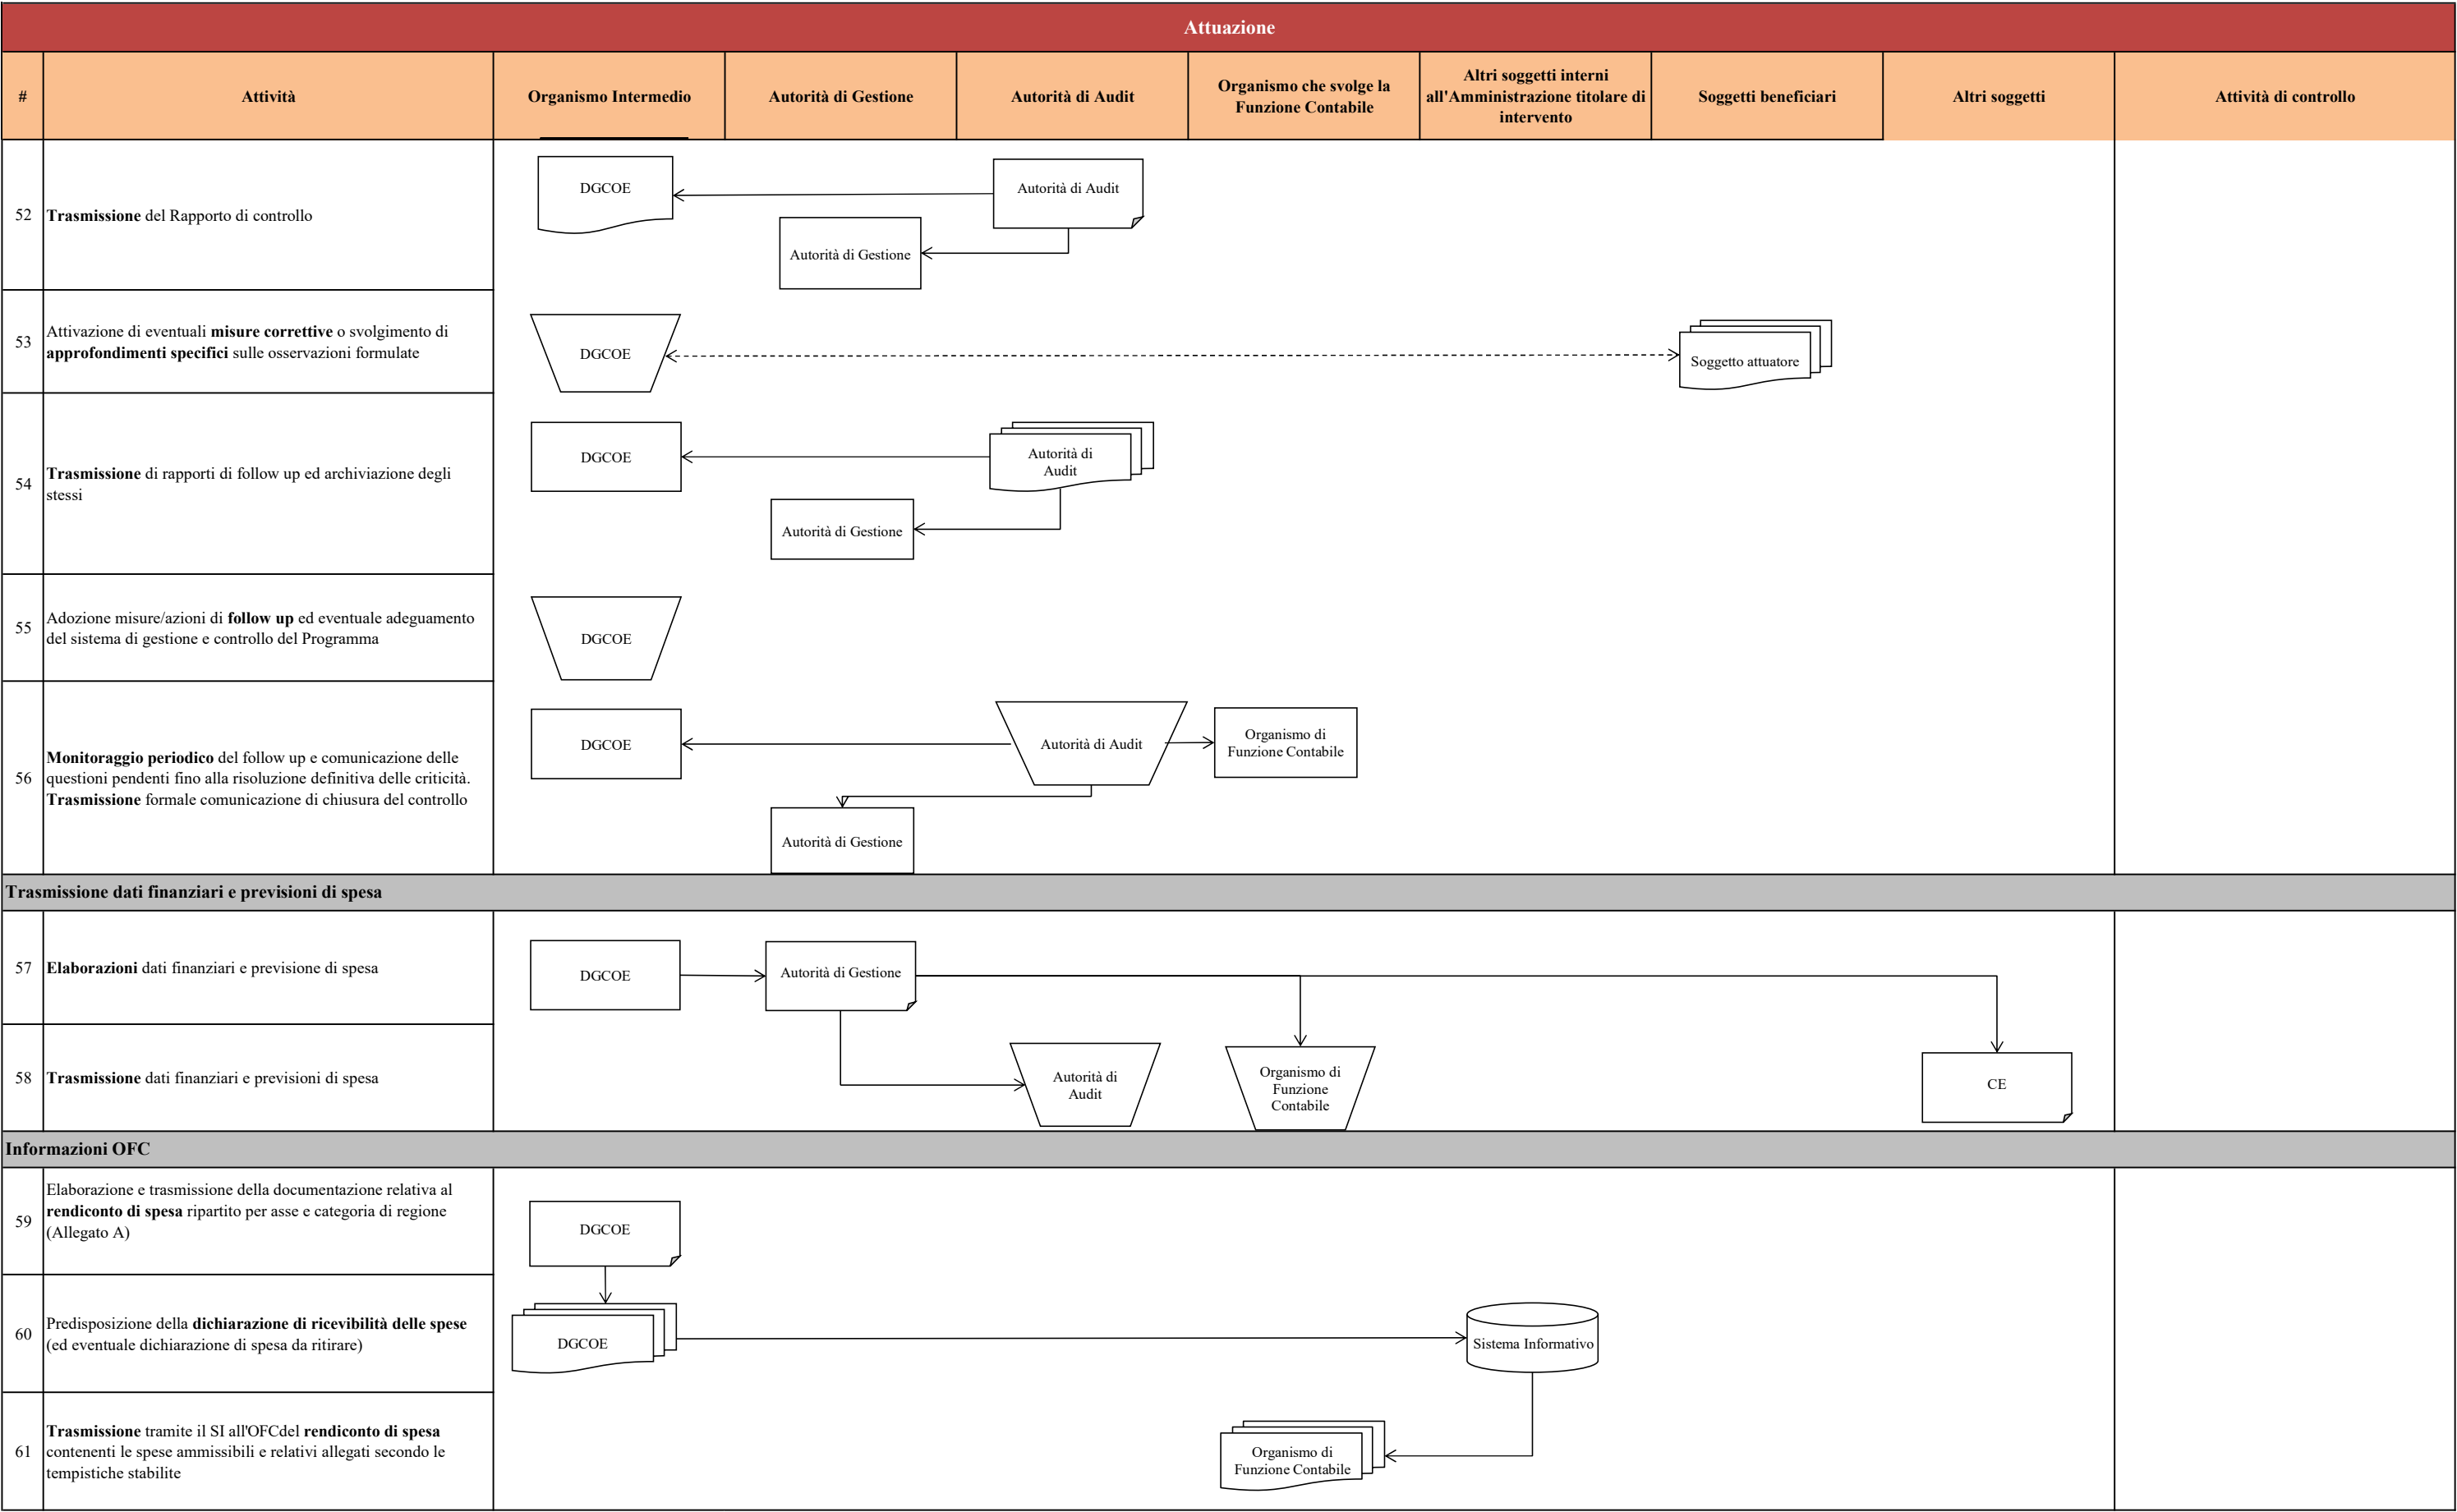 Attuazione
#
Attività
Organismo Intermedio
Autorità di Gestione
Autorità di Audit
Organismo che svolge la
Funzione Contabile
Altri soggetti interni
all'Amministrazione titolare di
intervento
Soggetti beneficiari
Altri soggetti
Attività di controllo
52
Trasmissione del Rapporto di controllo
DGCOE
Autorità di Audit
Autorità di Gestione
53
Attivazione di eventuali misure correttive o svolgimento di
approfondimenti specifici sulle osservazioni formulate
DGCOE
Soggetto attuatore
54
Trasmissione di rapporti di follow up ed archiviazione degli
stessi
DGCOE
Autorità di
Audit
Autorità di Gestione
55
Adozione misure/azioni di follow up ed eventuale adeguamento
del sistema di gestione e controllo del Programma
DGCOE
56
Monitoraggio periodico del follow up e comunicazione delle
questioni pendenti fino alla risoluzione definitiva delle criticità.
Trasmissione formale comunicazione di chiusura del controllo
DGCOE
Autorità di Audit
Organismo di
Funzione Contabile
Autorità di Gestione
Trasmissione dati finanziari e previsioni di spesa
57
Elaborazioni dati finanziari e previsione di spesa
DGCOE
Autorità di Gestione
58
Trasmissione dati finanziari e previsioni di spesa
Autorità di
Audit
Organismo di
Funzione
Contabile
CE
Informazioni OFC
59
Elaborazione e trasmissione della documentazione relativa al
rendiconto di spesa ripartito per asse e categoria di regione
(Allegato A)
DGCOE
60
Predisposizione della dichiarazione di ricevibilità delle spese
(ed eventuale dichiarazione di spesa da ritirare)
DGCOE
Sistema Informativo
61
Trasmissione tramite il SI all'OFCdel rendiconto di spesa
contenenti le spese ammissibili e relativi allegati secondo le
tempistiche stabilite
Organismo di
Funzione Contabile